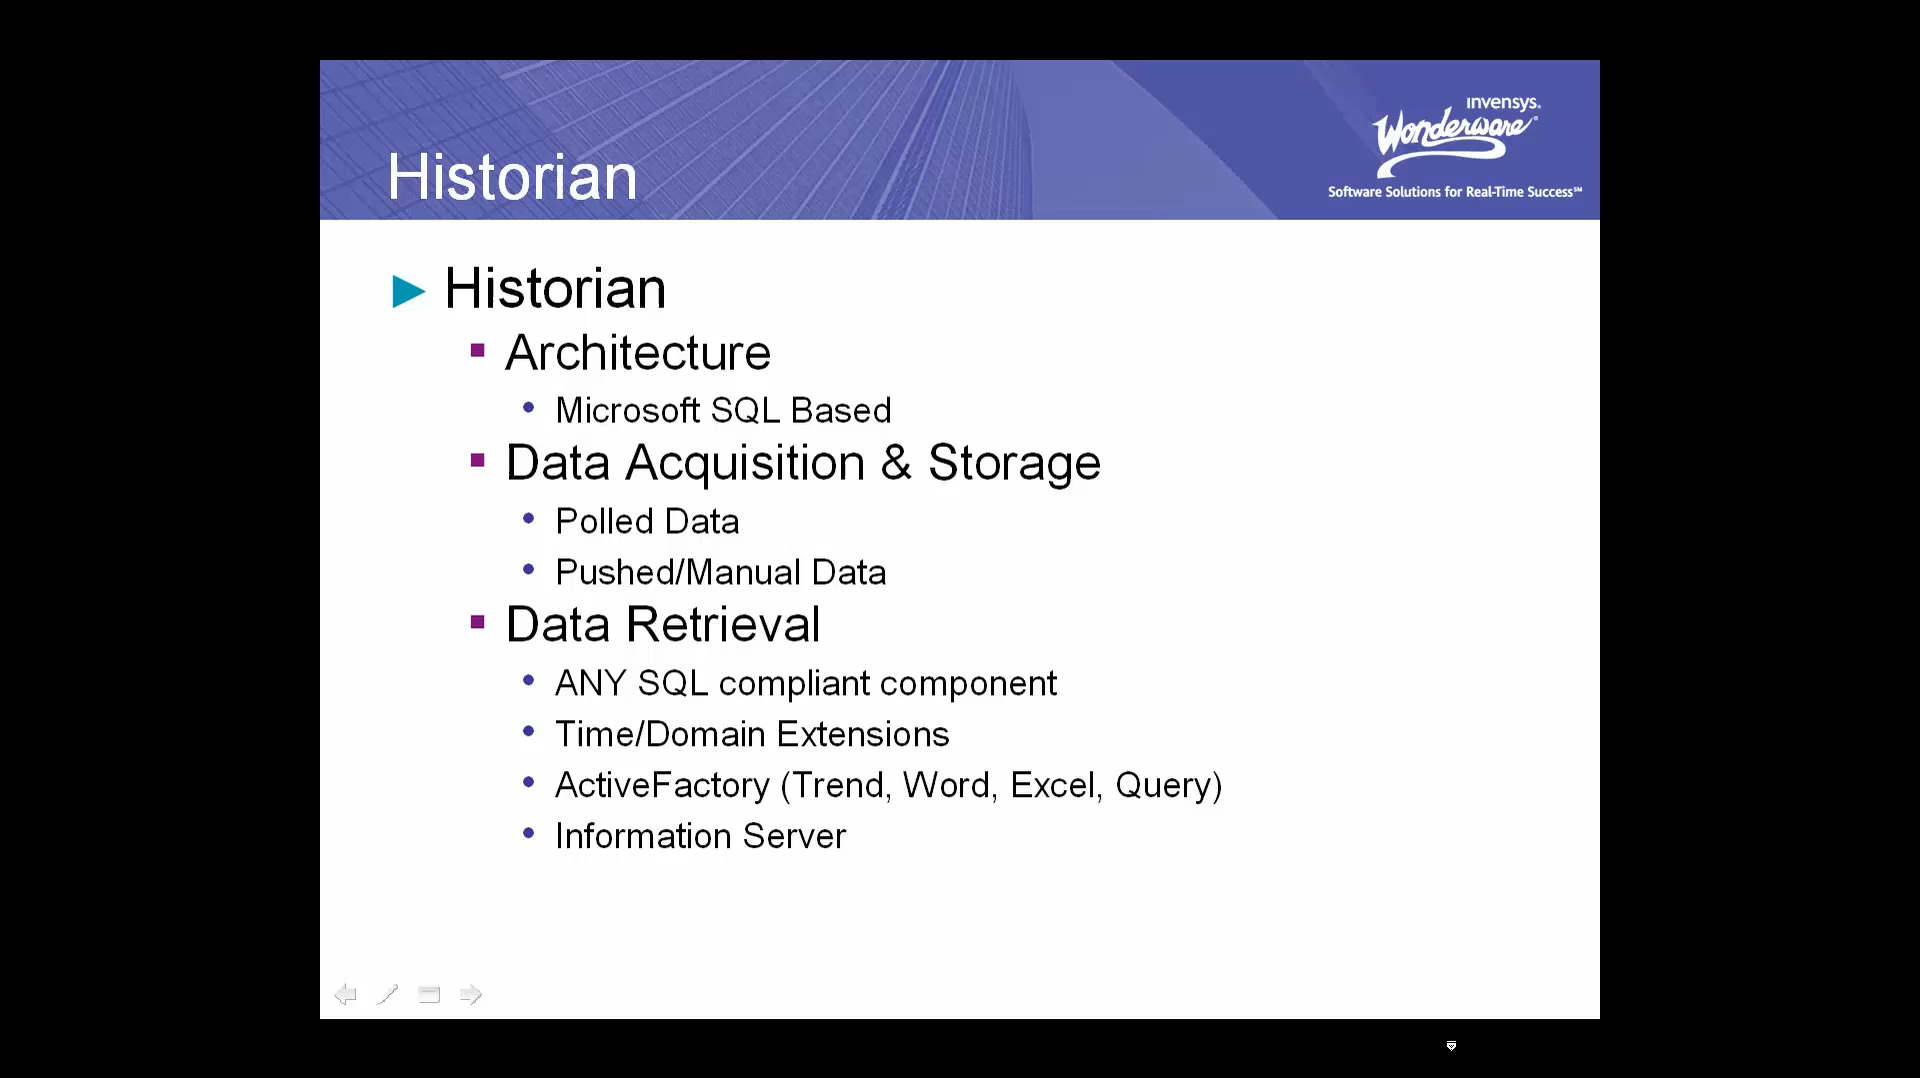 invensys.
Wonderware
Software Solutions for Real-Time Success℠
Historian
Historian
Architecture
Microsoft SQL Based
Data Acquisition & Storage
Polled Data
Pushed/Manual Data
Data Retrieval
ANY SQL compliant component
Time/Domain Extensions
ActiveFactory (Trend, Word, Excel, Query)
Information Server